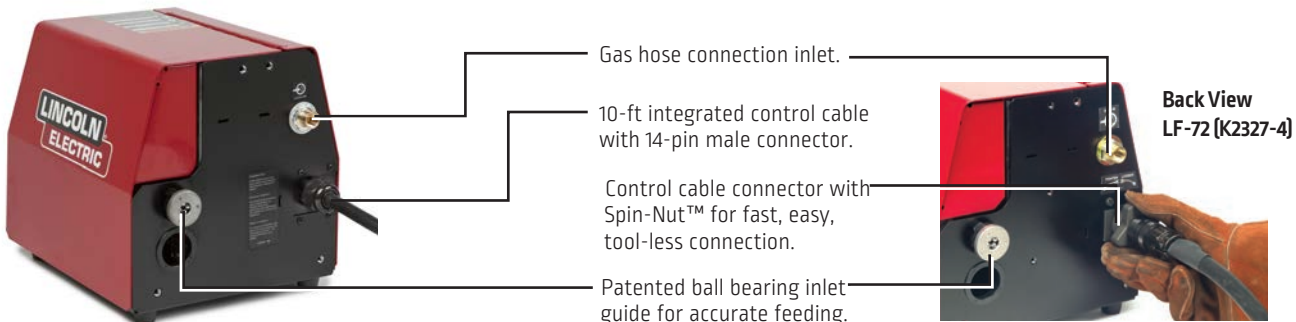 LINCOLN
ELECTRIC
Gas hose connection inlet.
10-ft integrated control cable
with 14-pin male connector.
Control cable connector with
Spin-Nut™ for fast, easy,
tool-less connection.
Patented ball bearing inlet
guide for accurate feeding.
Back View
LF-72 (K2327-4)